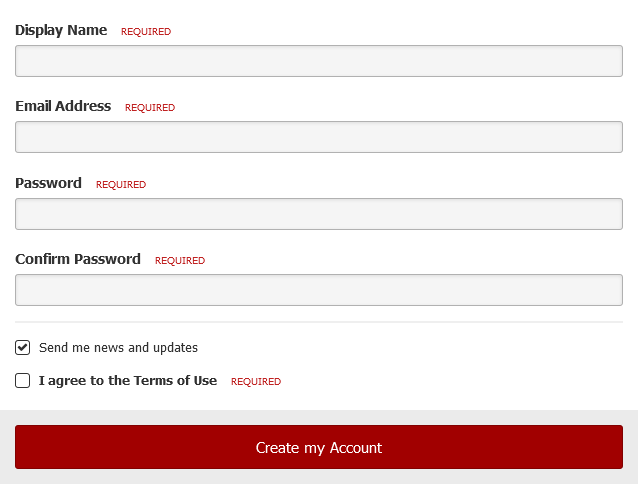 Display Name REQUIRED
Email Address REQUIRED
Password REQUIRED
Confirm Password REQUIRED
Send me news and updates
I agree to the Terms of Use REQUIRED
Create my Account